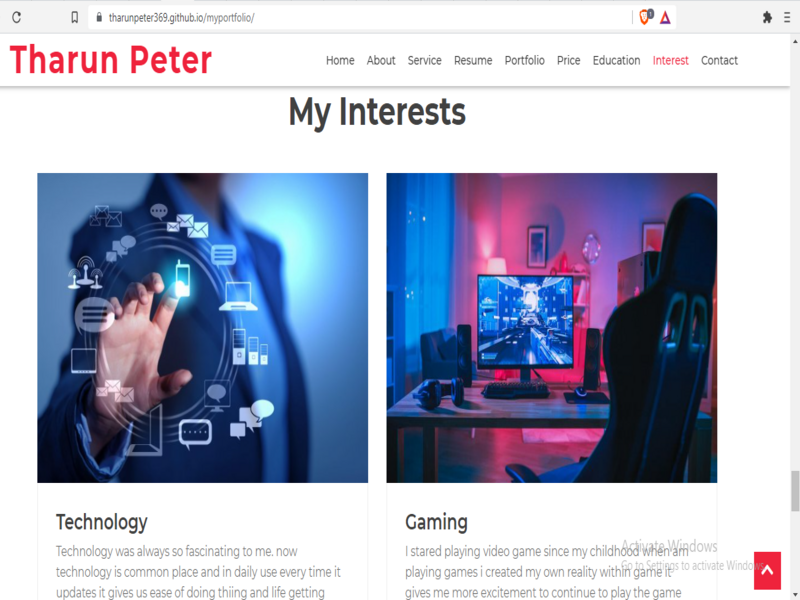 tharunpeter369.github.io/myportfolio/
Tharun Peter
Home About Service Resume Portfolio Price Education Interest Contact
My Interests
Technology
Technology was always so fascinating to me. now
technology is common place and in daily use every time it
updates it gives us ease of doing thiing and life getting
Gaming
I stared playing video game since my childhood when am
playing games i created my own reality within game it
gives me more excitement to continue to play the game
Activate Windows
Go to Settings to activate Windows.